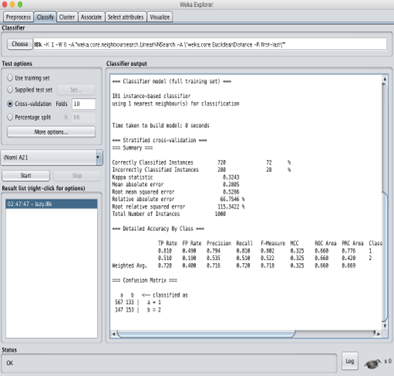 Weka Explorer
Preprocess Classify Cluster Associate Select attributes Visualize
Classifier
Choose IBk -K 1 -W 0 -A "weka.core.neighboursearch.LinearNNSearch -A \"weka.core.EuclideanDistance -R first-last\""
Test options
Use training set
Supplied test set Set...
Cross-validation Folds 10
Percentage split % 66
More options...
(Nom) A21
Start Stop
Result list (right-click for options)
02:47:47 - lazy.IBk
Classifier output
=== Classifier model (full training set) ===
IB1 instance-based classifier
using 1 nearest neighbour(s) for classification
Time taken to build model: 0 seconds
=== Stratified cross-validation ===
=== Summary ===
Correctly Classified Instances 720 72 %
Incorrectly Classified Instances 280 28 %
Kappa statistic 0.3243
Mean absolute error 0.2805
Root mean squared error 0.5286
Relative absolute error 66.7546 %
Root relative squared error 115.3422 %
Total Number of Instances 1000
=== Detailed Accuracy By Class ===
TP Rate FP Rate Precision Recall F-Measure MCC ROC Area PRC Area Class
0.810 0.490 0.794 0.810 0.802 0.325 0.660 0.776 1
0.510 0.190 0.535 0.510 0.522 0.325 0.660 0.420 2
Weighted Avg. 0.720 0.400 0.716 0.720 0.718 0.325 0.660 0.669
=== Confusion Matrix ===
a b <-- classified as
567 133 | a = 1
147 153 | b = 2
Status
OK
Log
x 0